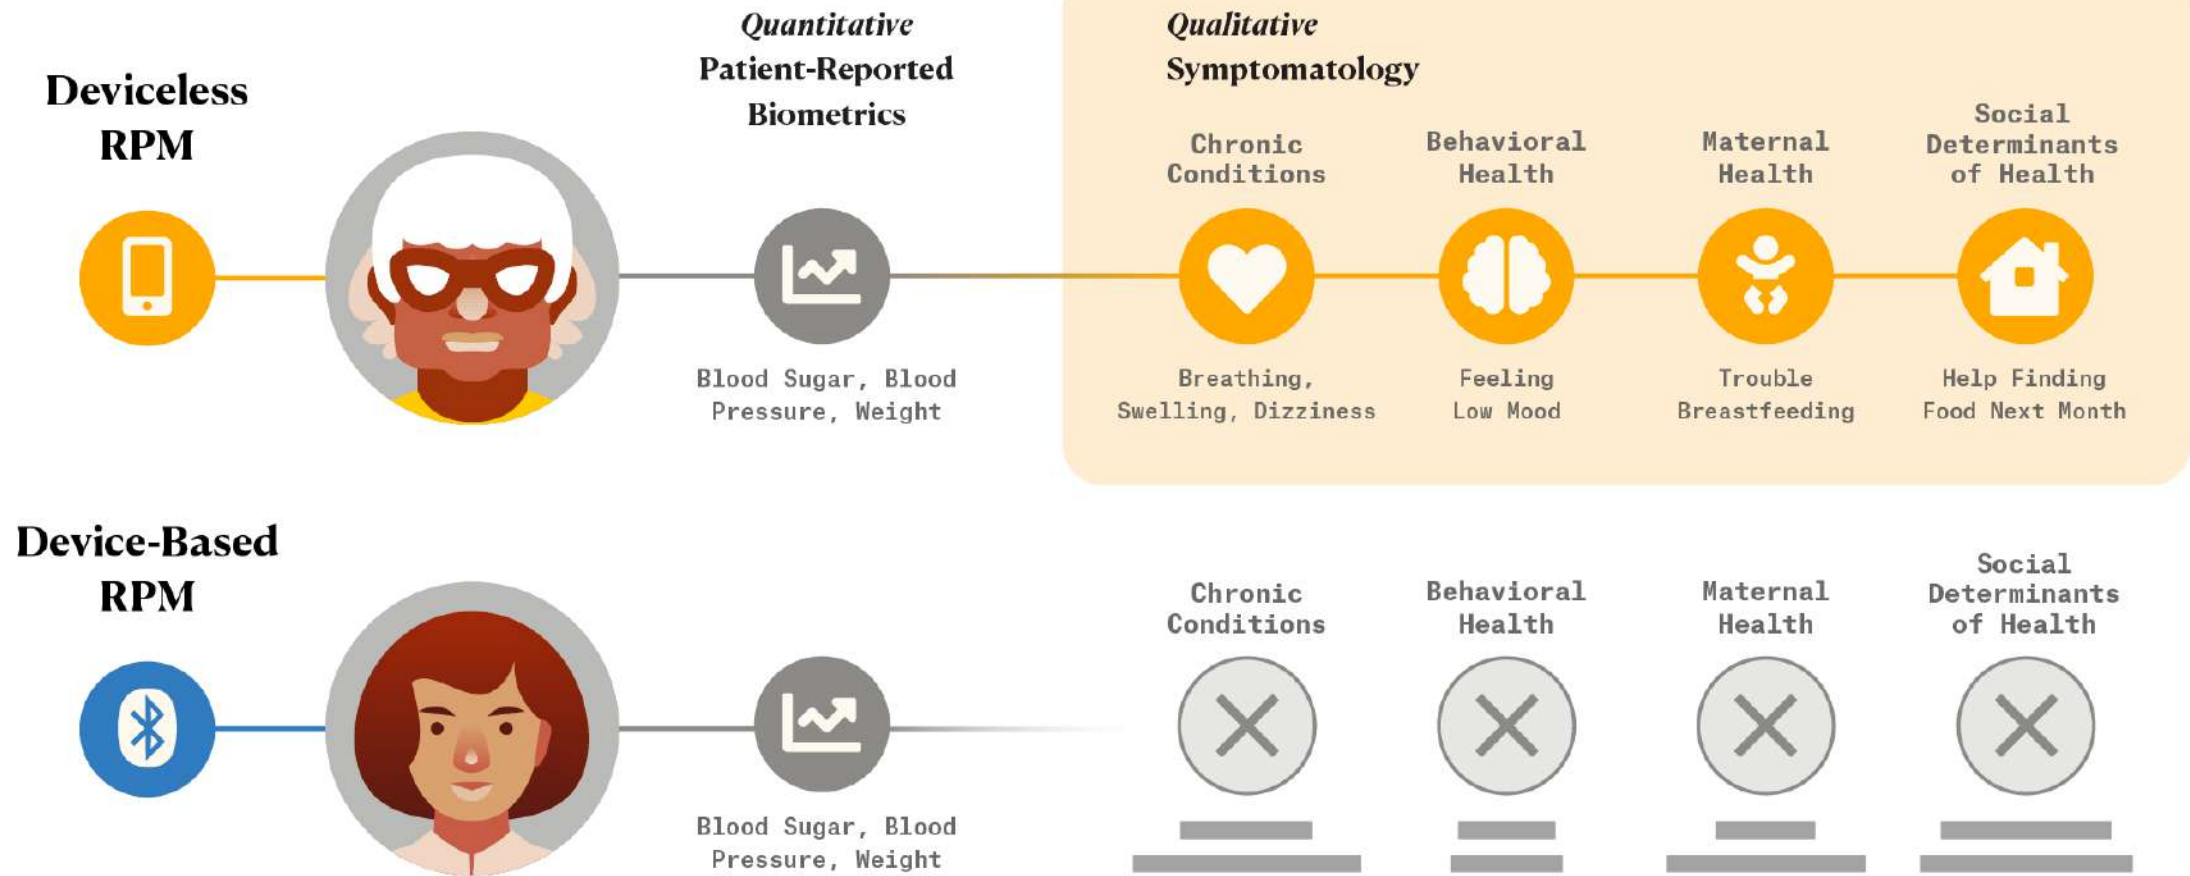 Deviceless
RPM
Quantitative
Patient-Reported
Biometrics
Qualitative
Symptomatology
Chronic
Conditions
Behavioral
Health
Maternal
Health
Social
Determinants
of Health
Blood Sugar, Blood
Pressure, Weight
Breathing,
Swelling, Dizziness
Feeling
Low Mood
Trouble
Breastfeeding
Help Finding
Food Next Month
Device-Based
RPM
Chronic
Conditions
Behavioral
Health
Maternal
Health
Social
Determinants
of Health
Blood Sugar, Blood
Pressure, Weight